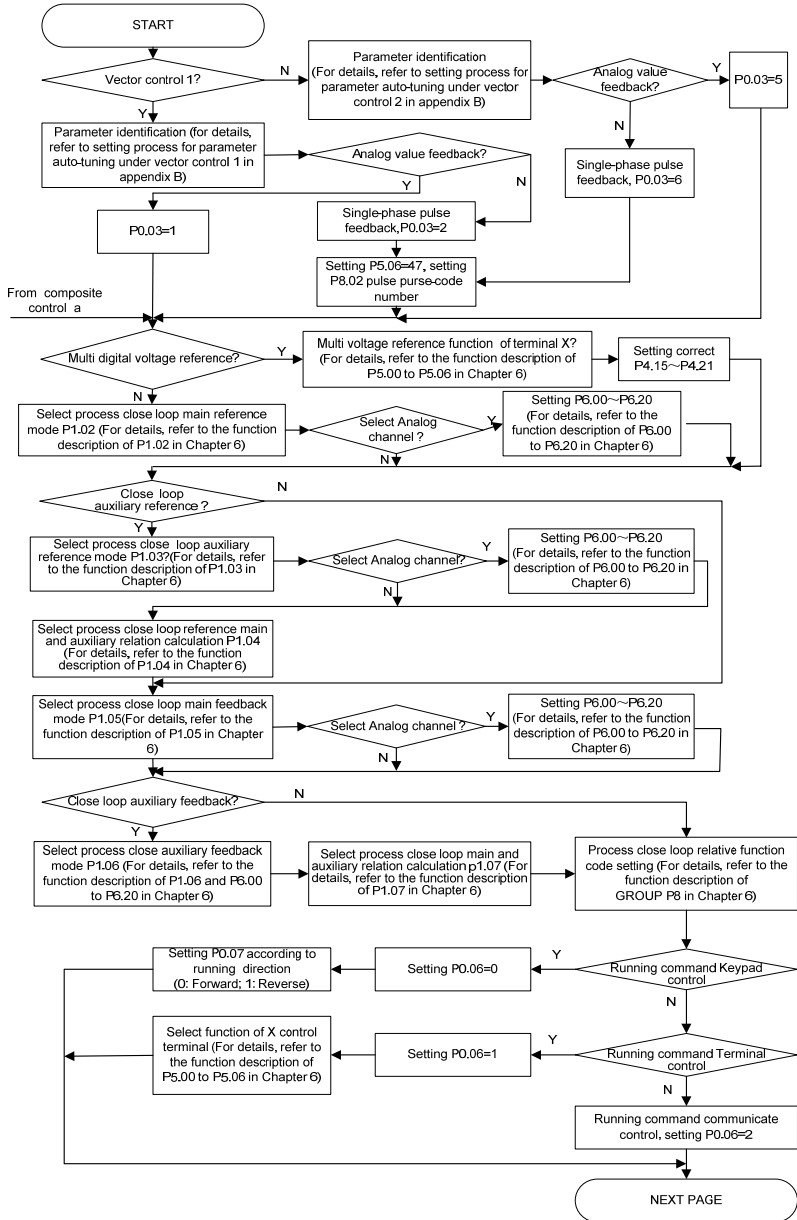 START
Vector control 1?
N
Parameter identification
(For details, refer to setting process for
parameter auto-tuning under vector
control 2 in appendix B)
Analog value
feedback?
Y
P0.03=5
Y
N
Parameter identification (for details,
refer to setting process for parameter
auto-tuning under vector control 1 in
appendix B)
Analog value feedback?
Y
N
Single-phase pulse
feedback, P0.03=6
P0.03=1
Single-phase pulse
feedback,P0.03=2
Setting P5.06=47, setting
P8.02 pulse purse-code
number
From composite
control a
Multi digital voltage reference?
Y
Multi voltage reference function of terminal X?
(For details, refer to the function description of
P5.00 to P5.06 in Chapter 6)
Setting correct
P4.15~P4.21
N
Select process close loop main reference
mode P1.02 (For details, refer to the function
description of P1.02 in Chapter 6)
Select Analog
channel ?
Y
Setting P6.00~P6.20
(For details, refer to the
function description of P6.00
to P6.20 in Chapter 6)
N
Close loop
auxiliary reference ?
N
Y
Select process close loop auxiliary
reference mode P1.03?(For details, refer
to the function description of P1.03 in
Chapter 6)
Select Analog channel?
Y
Setting P6.00~P6.20
(For details, refer to the function
description of P6.00 to P6.20 in
Chapter 6)
N
Select process close loop reference main
and auxiliary relation calculation P1.04
(For details, refer to the function
description of P1.04 in Chapter 6)
Select process close loop main feedback
mode P1.05(For details, refer to the
function description of P1.05 in Chapter
6)
Select Analog channel ?
Y
Setting P6.00~P6.20
(For details, refer to the function
description of P6.00 to P6.20 in
Chapter 6)
N
Close loop auxiliary feedback?
N
Y
Select process close auxiliary feedback
mode P1.06 (For details, refer to the
function description of P1.06 and P6.00
to P6.20 in Chapter 6)
Select process close loop main and
auxiliary relation calculation p1.07 (For
details, refer to the function description
of P1.07 in Chapter 6)
Process close loop relative function
code setting (For details, refer to the
function description of
GROUP P8 in Chapter 6)
Setting P0.07 according to
running direction
(0: Forward; 1: Reverse)
Setting P0.06=0
Y
Running command Keypad
control
N
Select function of X control
terminal (For details, refer to
the function description of
P5.00 to P5.06 in Chapter 6)
Setting P0.06=1
Y
Running command Terminal
control
N
Running command communicate
control, setting P0.06=2
NEXT PAGE